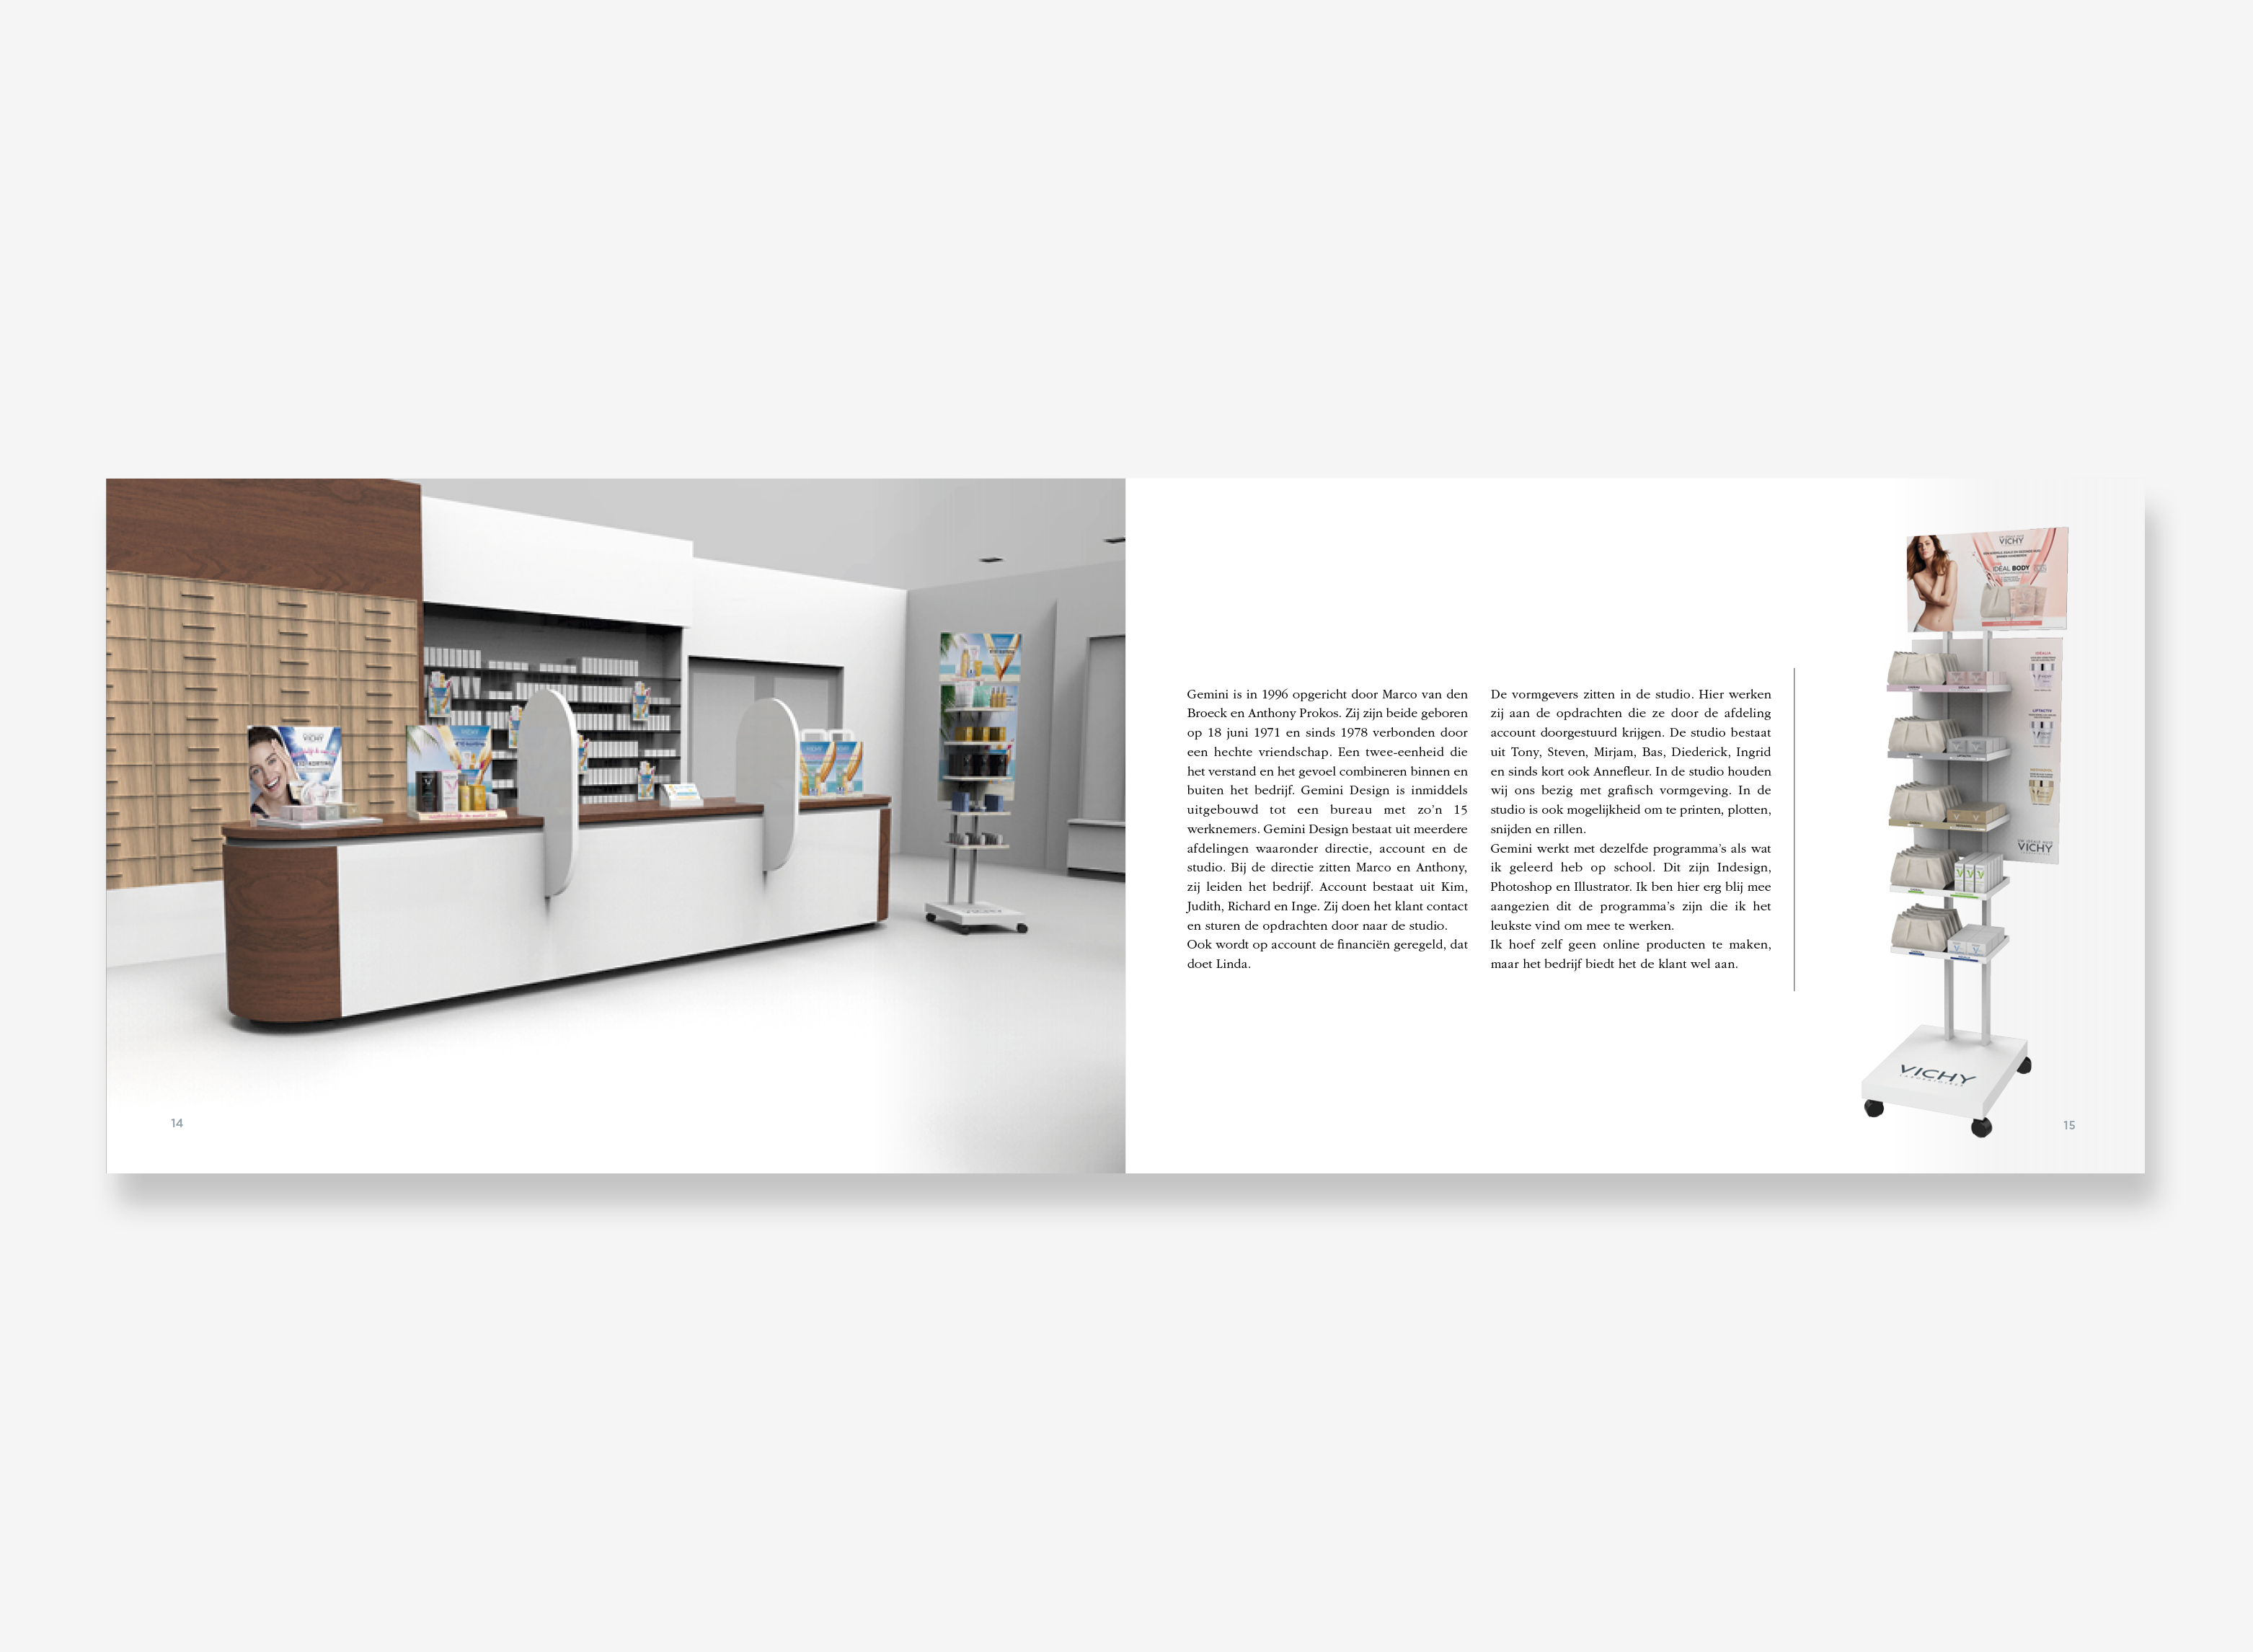 VICHY
VICHY
€10 korting
14
Gemini is in 1996 opgericht door Marco van den
Broeck en Anthony Prokos. Zij zijn beide geboren
op 18 juni 1971 en sinds 1978 verbonden door
een hechte vriendschap. Een twee-eenheid die
het verstand en het gevoel combineren binnen en
buiten het bedrijf. Gemini Design is inmiddels
uitgebouwd tot een bureau met zo’n 15
werknemers. Gemini Design bestaat uit meerdere
afdelingen waaronder directie, account en de
studio. Bij de directie zitten Marco en Anthony,
zij leiden het bedrijf. Account bestaat uit Kim,
Judith, Richard en Inge. Zij doen het klant contact
en sturen de opdrachten door naar de studio.
Ook wordt op account de financiën geregeld, dat
doet Linda.
De vormgevers zitten in de studio. Hier werken
zij aan de opdrachten die ze door de afdeling
account doorgestuurd krijgen. De studio bestaat
uit Tony, Steven, Mirjam, Bas, Diederick, Ingrid
en sinds kort ook Annefleur. In de studio houden
wij ons bezig met grafisch vormgeving. In de
studio is ook mogelijkheid om te printen, plotten,
snijden en rillen.
Gemini werkt met dezelfde programma’s als wat
ik geleerd heb op school. Dit zijn Indesign,
Photoshop en Illustrator. Ik ben hier erg blij mee
aangezien dit de programma’s zijn die ik het
leukste vind om mee te werken.
Ik hoef zelf geen online producten te maken,
maar het bedrijf biedt het de klant wel aan.
VICHY
IDEAL BODY
IDEALIA
LIFTACTIV
VICHY
VICHY
LABORATOIRES
15